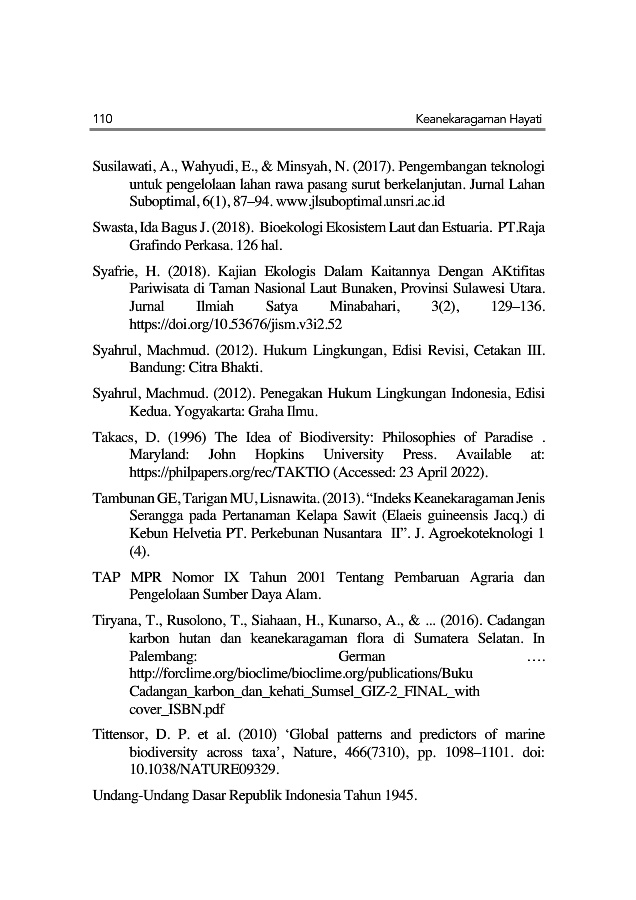 110 Keanekaragaman Hayati
Susilawati, A., Wahyudi, E., & Minsyah, N. (2017). Pengembangan teknologi
untuk pengelolaan lahan rawa pasang surut berkelanjutan. Jurnal Lahan
Suboptimal, 6(1), 87–94. www.jlsuboptimal.unsri.ac.id
Swasta, Ida Bagus J. (2018). Bioekologi Ekosistem Laut dan Estuaria. PT.Raja
Grafindo Perkasa. 126 hal.
Syafrie, H. (2018). Kajian Ekologis Dalam Kaitannya Dengan AKtifitas
Pariwisata di Taman Nasional Laut Bunaken, Provinsi Sulawesi Utara.
Jurnal Ilmiah Satya Minabahari, 3(2), 129–136.
https://doi.org/10.53676/jism.v3i2.52
Syahrul, Machmud. (2012). Hukum Lingkungan, Edisi Revisi, Cetakan III.
Bandung: Citra Bhakti.
Syahrul, Machmud. (2012). Penegakan Hukum Lingkungan Indonesia, Edisi
Kedua. Yogyakarta: Graha Ilmu.
Takacs, D. (1996) The Idea of Biodiversity: Philosophies of Paradise .
Maryland: John Hopkins University Press. Available at:
https://philpapers.org/rec/TAKTIO (Accessed: 23 April 2022).
Tambunan GE, Tarigan MU, Lisnawita. (2013). “Indeks Keanekaragaman Jenis
Serangga pada Pertanaman Kelapa Sawit (Elaeis guineensis Jacq.) di
Kebun Helvetia PT. Perkebunan Nusantara II”. J. Agroekoteknologi 1
(4).
TAP MPR Nomor IX Tahun 2001 Tentang Pembaruan Agraria dan
Pengelolaan Sumber Daya Alam.
Tiryana, T., Rusolono, T., Siahaan, H., Kunarso, A., & ... (2016). Cadangan
karbon hutan dan keanekaragaman flora di Sumatera Selatan. In
Palembang: German ….
http://forclime.org/bioclime/bioclime.org/publications/Buku
Cadangan_karbon_dan_kehati_Sumsel_GIZ-2_FINAL_with
cover_ISBN.pdf
Tittensor, D. P. et al. (2010) ‘Global patterns and predictors of marine
biodiversity across taxa’, Nature, 466(7310), pp. 1098–1101. doi:
10.1038/NATURE09329.
Undang-Undang Dasar Republik Indonesia Tahun 1945.